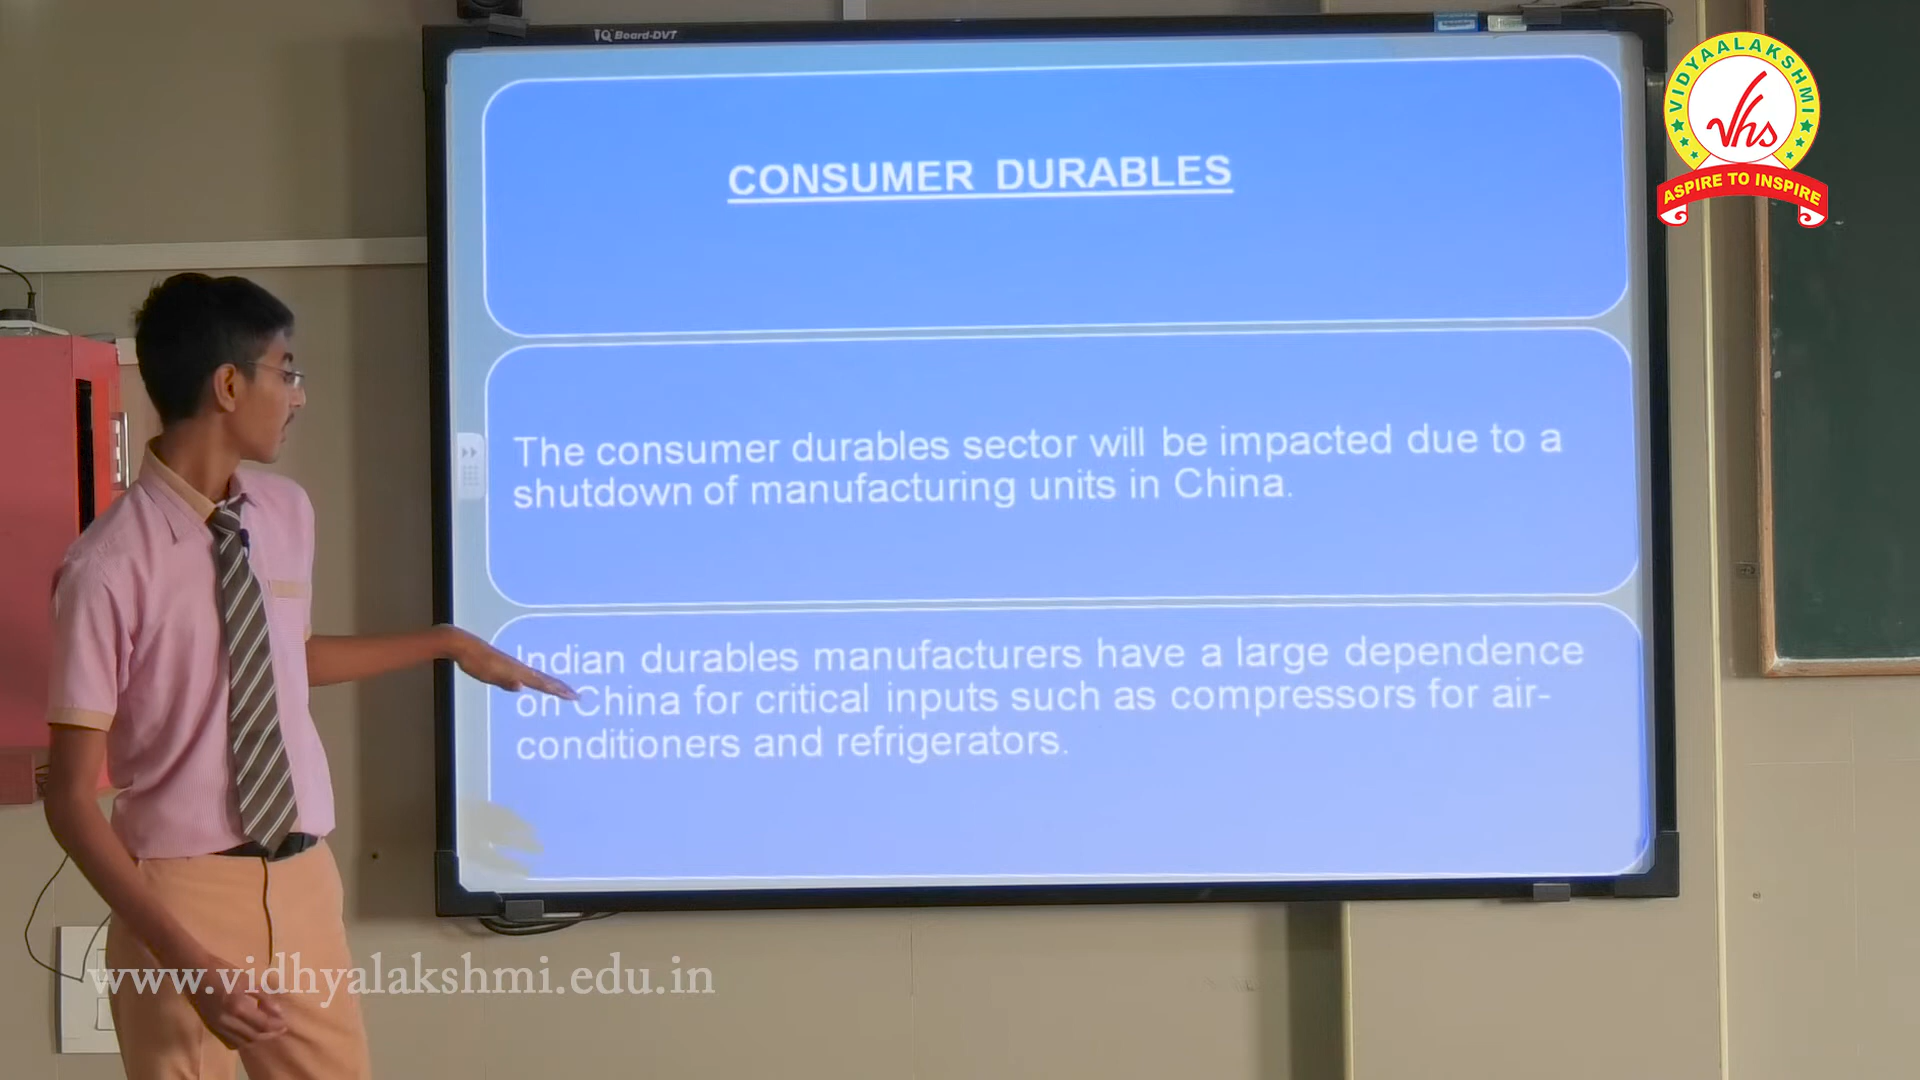 iQ Board-DVT
VIDYAALAKSHMI
vhs
ASPIRE TO INSPIRE
CONSUMER DURABLES
The consumer durables sector will be impacted due to a
shutdown of manufacturing units in China.
Indian durables manufacturers have a large dependence
on China for critical inputs such as compressors for air-
conditioners and refrigerators.
www.vidhyalakshmi.edu.in